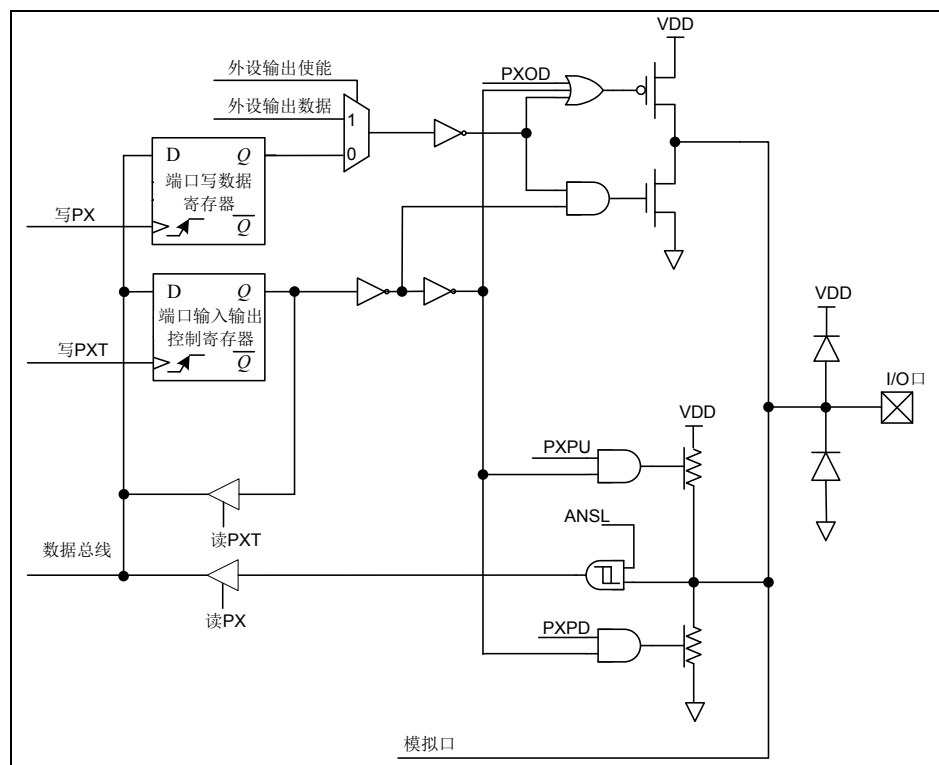 VDD
外设输出使能
PXOD
外设输出数据
1
0
D Q
端口写数据
寄存器
Q
写PX
D Q
端口输入输出
控制寄存器
Q
写PXT
VDD
I/O口
VDD
PXPU
ANSL
读PXT
数据总线
读PX
PXPD
模拟口